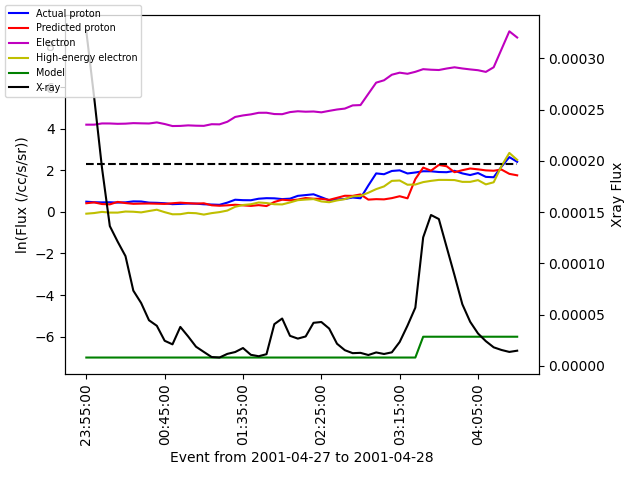 Actual proton
Predicted proton
Electron
High-energy electron
Model
X-ray
8
6
4
2
0
−2
−4
−6
ln(Flux (/cc/s/sr))
0.00030
0.00025
0.00020
0.00015
0.00010
0.00005
0.00000
Xray Flux
23:55:00
00:45:00
01:35:00
02:25:00
03:15:00
04:05:00
Event from 2001-04-27 to 2001-04-28